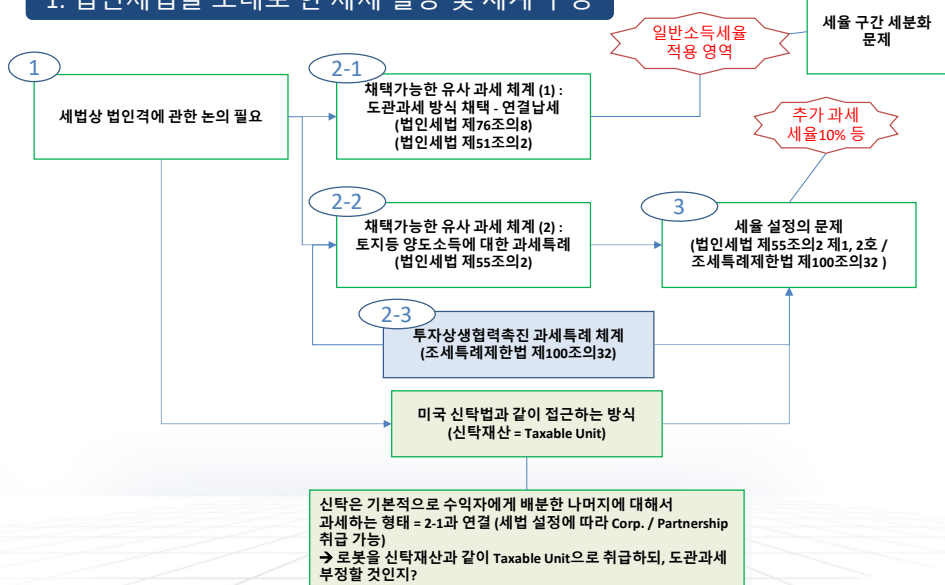 세율 구간 세분화
문제
일반소득세율
적용 영역
1
세법상 법인격에 관한 논의 필요
2-1
채택가능한 유사 과세 체계 (1) :
도관과세 방식 채택 - 연결납세
(법인세법 제76조의8)
(법인세법 제51조의2)
추가 과세
세율10% 등
2-2
채택가능한 유사 과세 체계 (2) :
토지등 양도소득에 대한 과세특례
(법인세법 제55조의2)
3
세율 설정의 문제
(법인세법 제55조의2 제1, 2호 /
조세특례제한법 제100조의32 )
2-3
투자상생협력촉진 과세특례 체계
(조세특례제한법 제100조의32)
미국 신탁법과 같이 접근하는 방식
(신탁재산 = Taxable Unit)
신탁은 기본적으로 수익자에게 배분한 나머지에 대해서
과세하는 형태 = 2-1과 연결 (세법 설정에 따라 Corp. / Partnership
취급 가능)
→ 로봇을 신탁재산과 같이 Taxable Unit으로 취급하되, 도관과세
부정할 것인지?